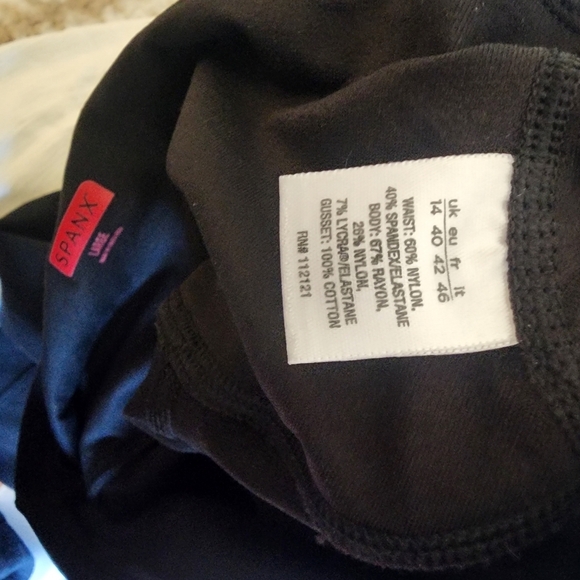 SPANX
LARGE
uk eu fr it
14 40 42 46
WAIST: 60% NYLON,
40% SPANDEX/ELASTANE
BODY: 67% RAYON,
26% NYLON,
7% LYCRA®/ELASTANE
GUSSET: 100% COTTON
RN# 112121